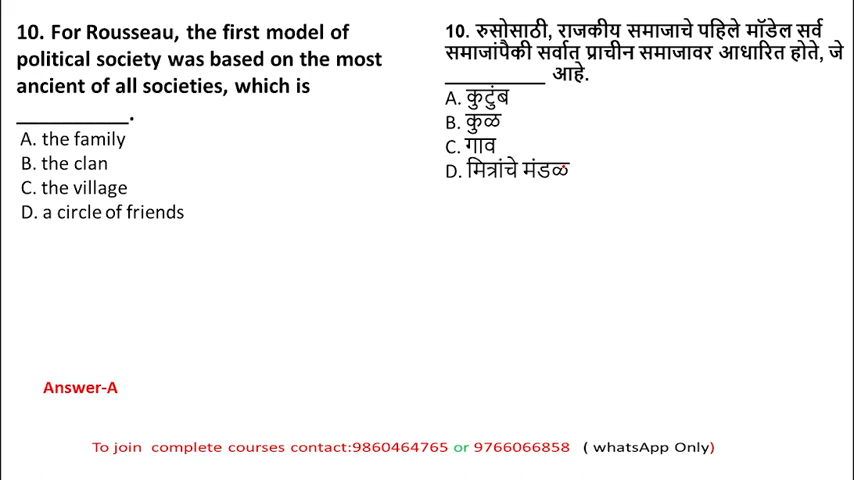 10. For Rousseau, the first model of
political society was based on the most
ancient of all societies, which is
__________.
A. the family
B. the clan
C. the village
D. a circle of friends
10. रुसोसाठी, राजकीय समाजाचे पहिले मॉडेल सर्व
समाजांपैकी सर्वात प्राचीन समाजावर आधारित होते, जे
__________ आहे.
A. कुटुंब
B. कुळ
C. गाव
D. मित्रांचे मंडळ
Answer-A
To join complete courses contact:9860464765 or 9766066858 ( whatsApp Only)